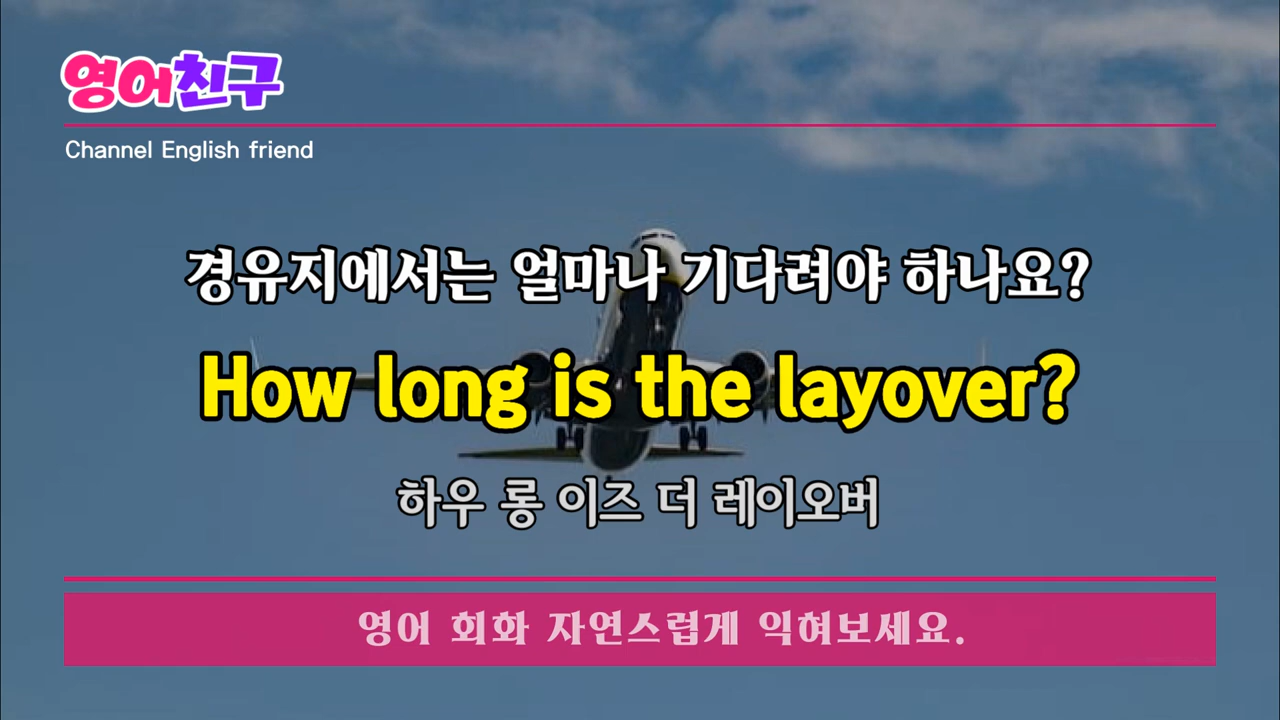 영어친구
Channel English friend
경유지에서는 얼마나 기다려야 하나요?
How long is the layover?
하우 롱 이즈 더 레이오버
영어 회화 자연스럽게 익혀보세요.